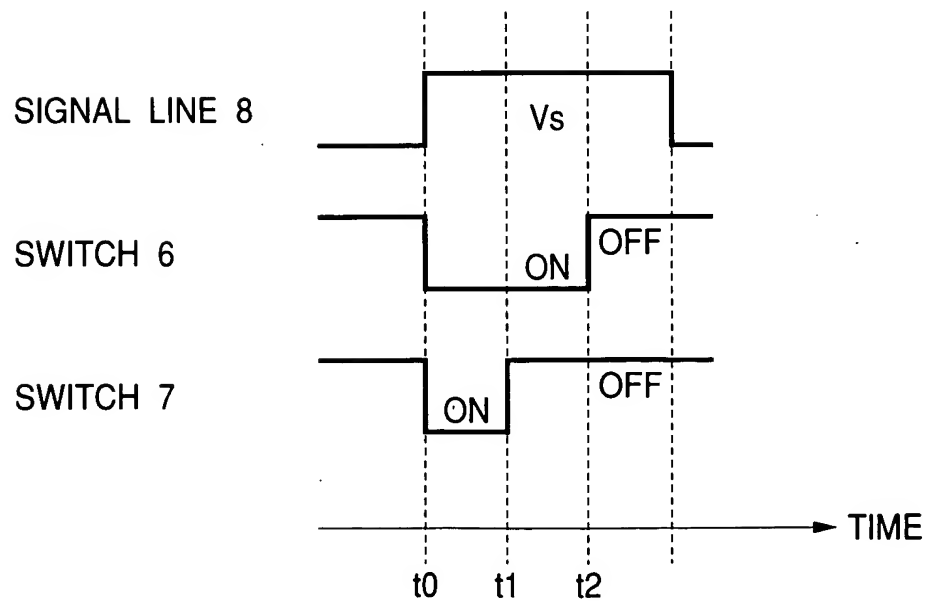 SIGNAL LINE 8
Vs
SWITCH 6
ON
OFF
SWITCH 7
ON
OFF
TIME
t0 t1 t2